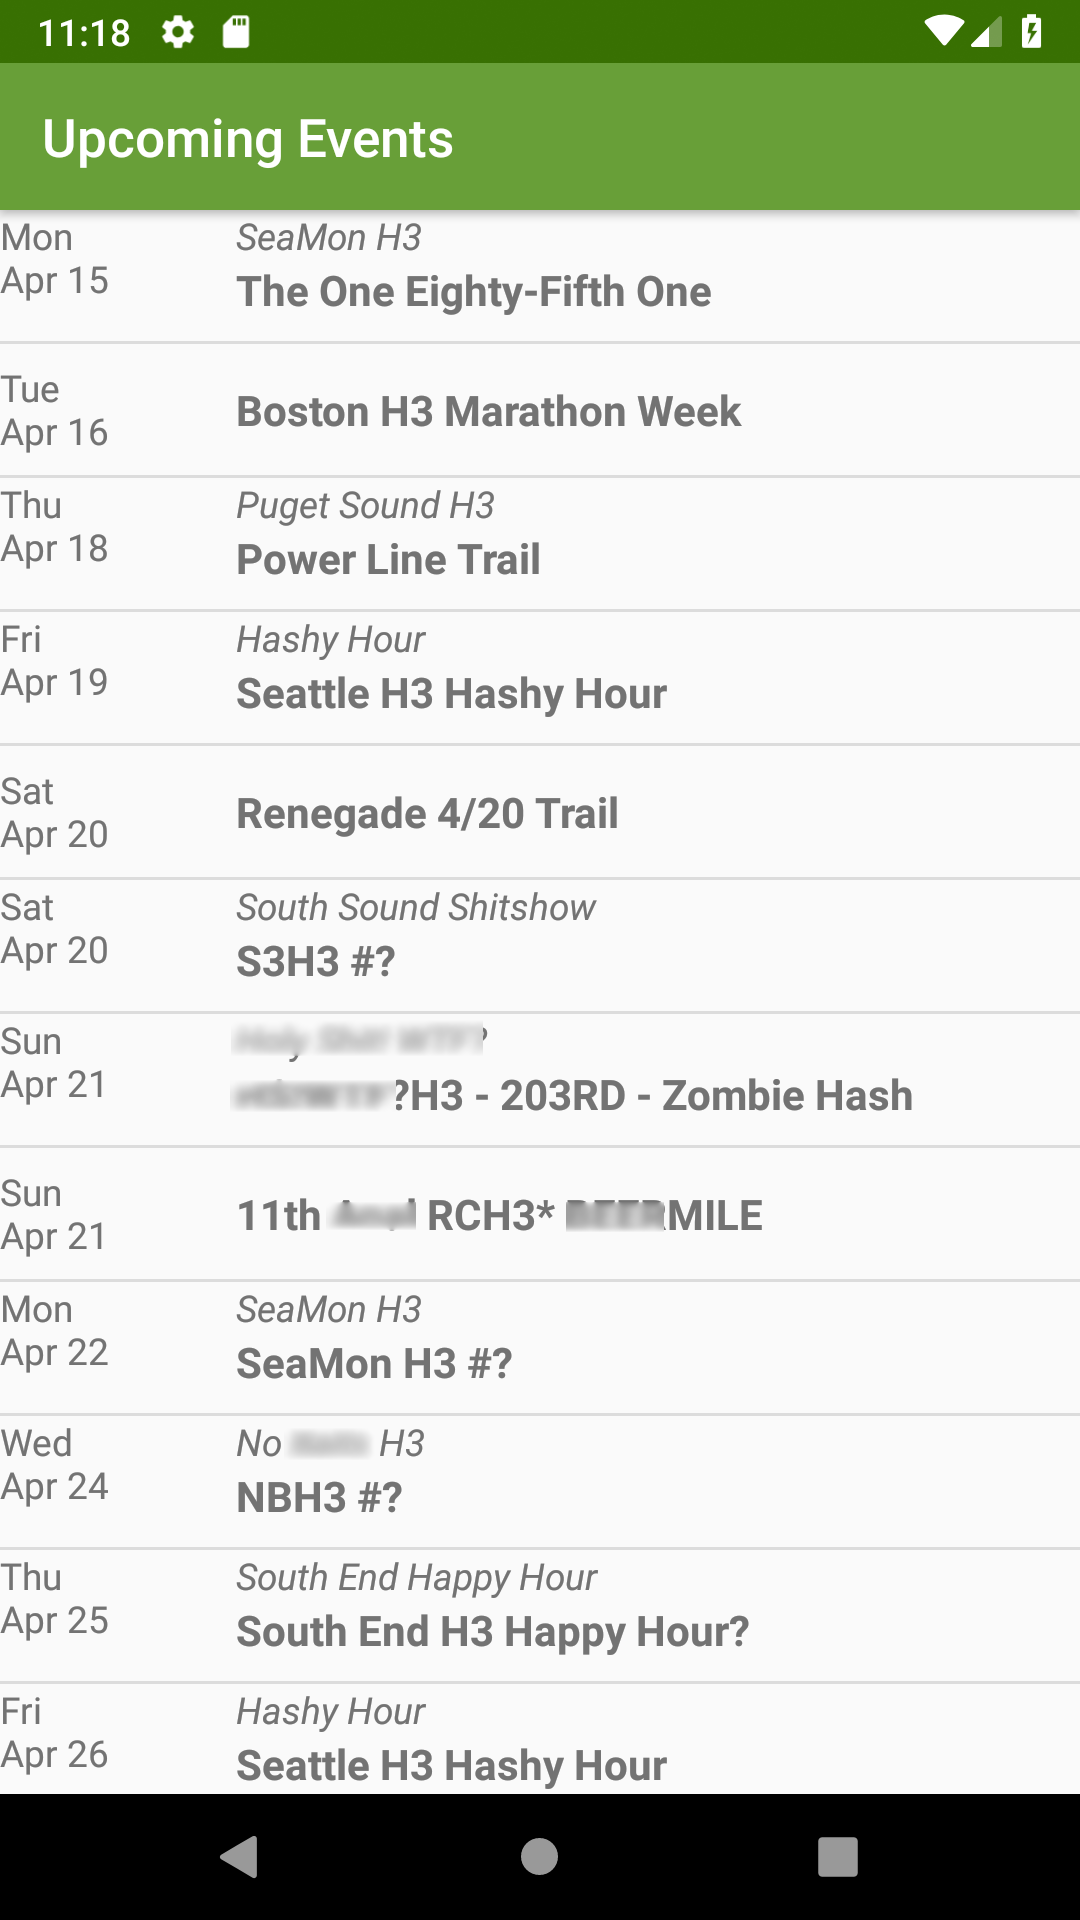 11:18
Upcoming Events
Mon
Apr 15
SeaMon H3
The One Eighty-Fifth One
Tue
Apr 16
Boston H3 Marathon Week
Thu
Apr 18
Puget Sound H3
Power Line Trail
Fri
Apr 19
Hashy Hour
Seattle H3 Hashy Hour
Sat
Apr 20
Renegade 4/20 Trail
Sat
Apr 20
South Sound Shitshow
S3H3 #?
Sun
Apr 21
?H3 - 203RD - Zombie Hash
Sun
Apr 21
11th RCH3* MILE
Mon
Apr 22
SeaMon H3
SeaMon H3 #?
Wed
Apr 24
No H3
NBH3 #?
Thu
Apr 25
South End Happy Hour
South End H3 Happy Hour?
Fri
Apr 26
Hashy Hour
Seattle H3 Hashy Hour